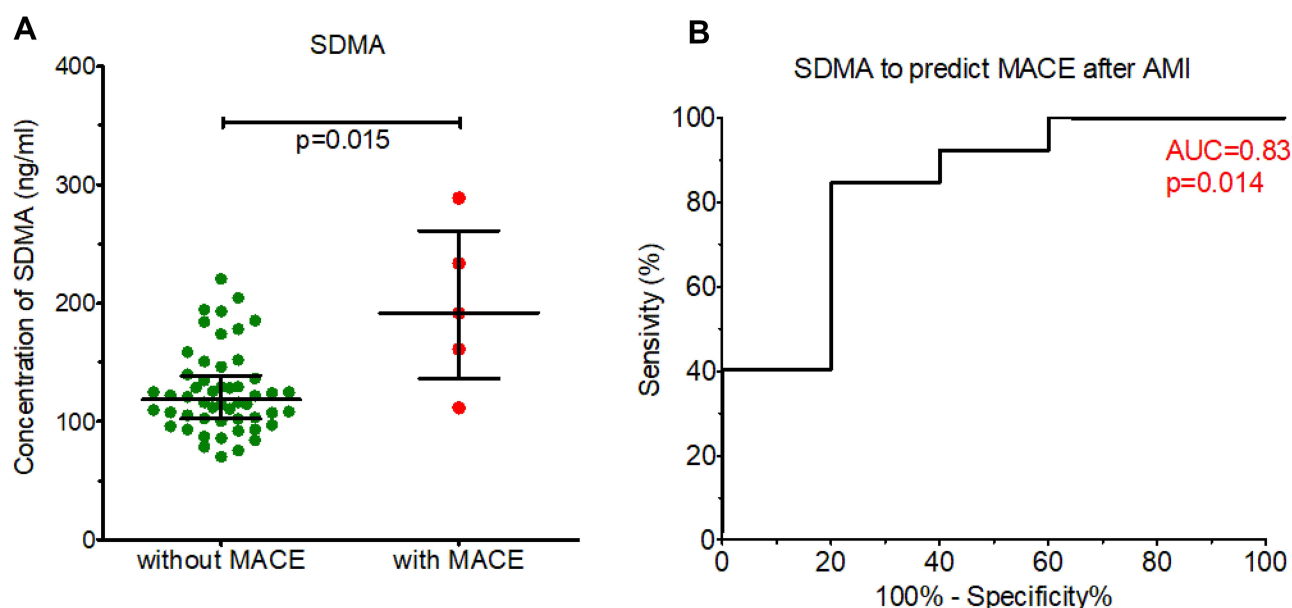 A
SDMA
400
300
200
100
0
Concentration of SDMA (ng/ml)
p=0.015
without MACE
with MACE
B
SDMA to predict MACE after AMI
100
80
60
40
20
0
Sensivity (%)
AUC=0.83
p=0.014
0 20 40 60 80 100
100% - Specificity%